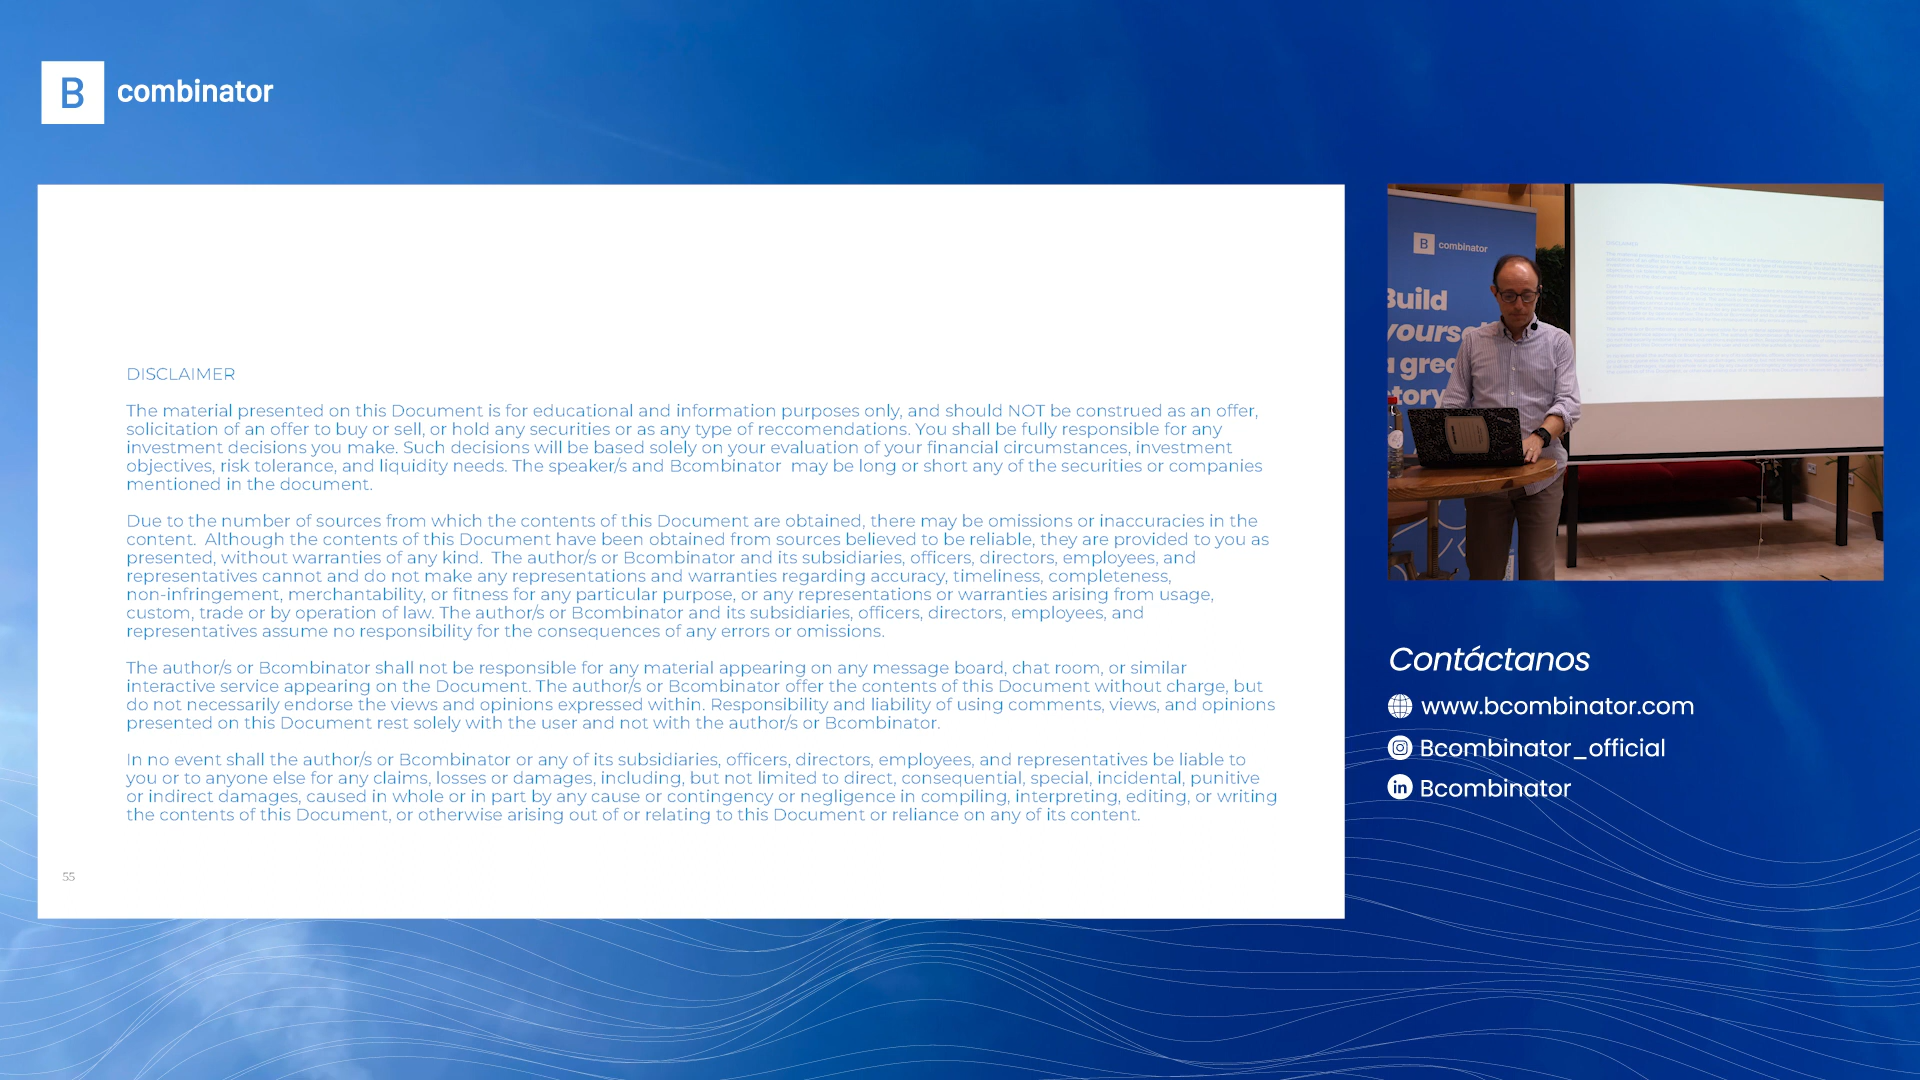 B combinator
DISCLAIMER
The material presented on this Document is for educational and information purposes only, and should NOT be construed as an offer,
solicitation of an offer to buy or sell, or hold any securities or as any type of reccomendations. You shall be fully responsible for any
investment decisions you make. Such decisions will be based solely on your evaluation of your financial circumstances, investment
objectives, risk tolerance, and liquidity needs. The speaker/s and Bcombinator  may be long or short any of the securities or companies
mentioned in the document.
Due to the number of sources from which the contents of this Document are obtained, there may be omissions or inaccuracies in the
content.  Although the contents of this Document have been obtained from sources believed to be reliable, they are provided to you as
presented, without warranties of any kind.  The author/s or Bcombinator and its subsidiaries, officers, directors, employees, and
representatives cannot and do not make any representations and warranties regarding accuracy, timeliness, completeness,
non-infringement, merchantability, or fitness for any particular purpose, or any representations or warranties arising from usage,
custom, trade or by operation of law. The author/s or Bcombinator and its subsidiaries, officers, directors, employees, and
representatives assume no responsibility for the consequences of any errors or omissions.
The author/s or Bcombinator shall not be responsible for any material appearing on any message board, chat room, or similar
interactive service appearing on the Document. The author/s or Bcombinator offer the contents of this Document without charge, but
do not necessarily endorse the views and opinions expressed within. Responsibility and liability of using comments, views, and opinions
presented on this Document rest solely with the user and not with the author/s or Bcombinator.
In no event shall the author/s or Bcombinator or any of its subsidiaries, officers, directors, employees, and representatives be liable to
you or to anyone else for any claims, losses or damages, including, but not limited to direct, consequential, special, incidental, punitive
or indirect damages, caused in whole or in part by any cause or contingency or negligence in compiling, interpreting, editing, or writing
the contents of this Document, or otherwise arising out of or relating to this Document or reliance on any of its content.
55
B combinator
Build
yourse
a grea
story
Contáctanos
www.bcombinator.com
Bcombinator_official
in Bcombinator